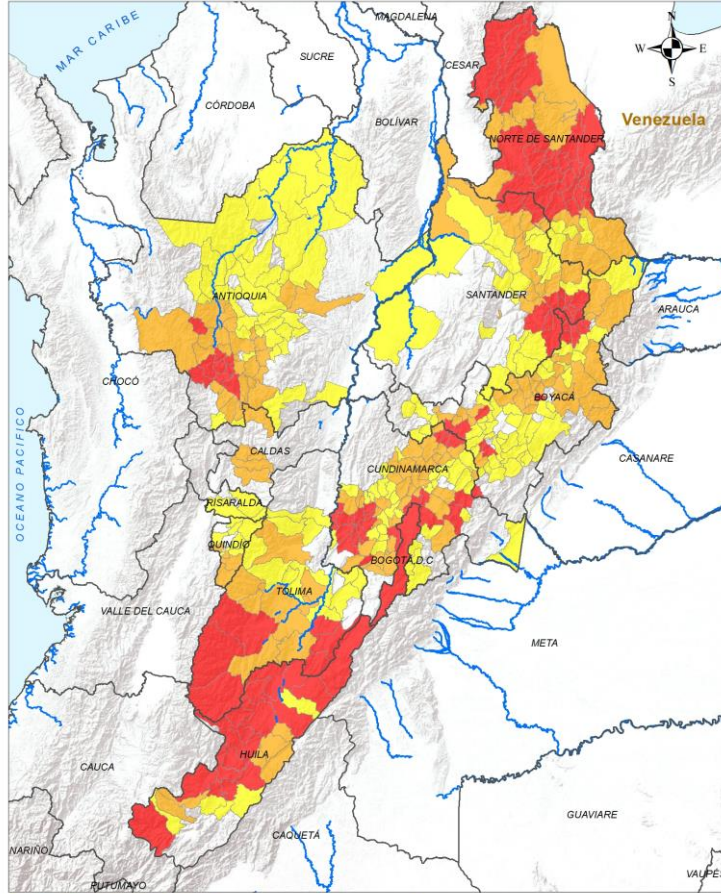 MAR CARIBE
MAGDALENA
N
W E
S
SUCRE
CESAR
CÓRDOBA
BOLÍVAR
Venezuela
NORTE DE SANTANDER
ANTIOQUIA
SANTANDER
ARAUCA
CHOCÓ
BOYACÁ
OCEANO PACIFICO
CALDAS
CUNDINAMARCA
CASANARE
RISARALDA
QUINDÍO
BOGOTÁ D.C
TOLIMA
VALLE DEL CAUCA
META
HUILA
CAUCA
GUAVIARE
CAQUETÁ
NARIÑO
PUTUMAYO
VAUPÉS